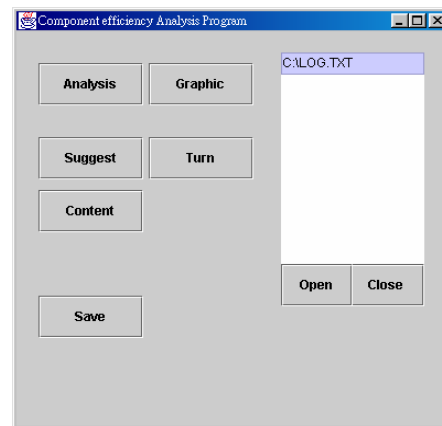 Component efficiency Analysis Program
C:\LOG.TXT
Analysis
Graphic
Suggest
Turn
Content
Open
Close
Save